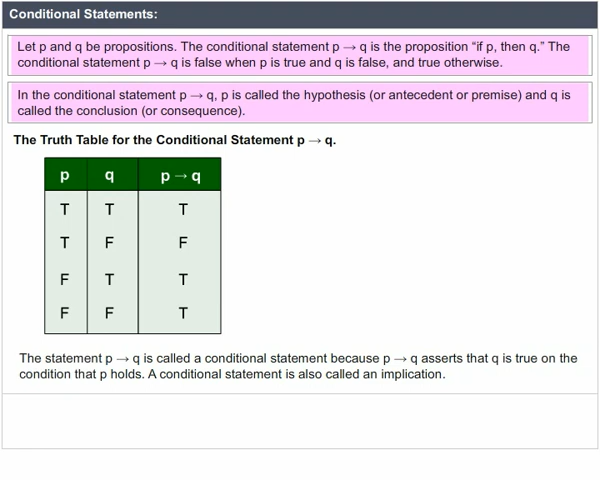 Conditional Statements:
Let p and q be propositions. The conditional statement p → q is the proposition “if p, then q.” The
conditional statement p → q is false when p is true and q is false, and true otherwise.
In the conditional statement p → q, p is called the hypothesis (or antecedent or premise) and q is
called the conclusion (or consequence).
The Truth Table for the Conditional Statement p → q.
p q p → q
T T T
T F F
F T T
F F T
The statement p → q is called a conditional statement because p → q asserts that q is true on the
condition that p holds. A conditional statement is also called an implication.